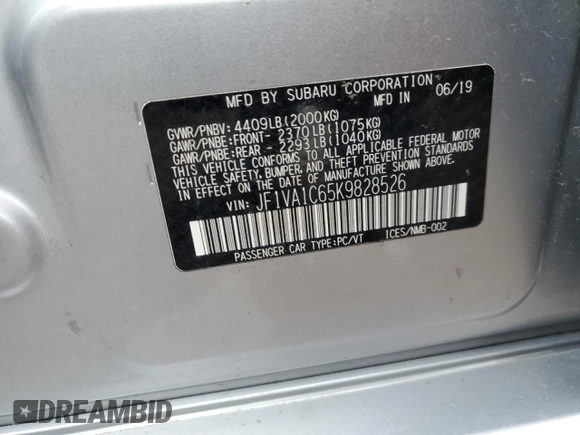 MFD BY SUBARU CORPORATION
MFD IN 06/19
GVWR/PNBV: 4409LB(2000KG)
GAWR/PNBE:FRONT- 2370LB(1075KG)
GAWR/PNBE:REAR - 2293LB(1040KG)
THIS VEHICLE CONFORMS TO ALL APPLICABLE FEDERAL MOTOR
VEHICLE SAFETY, BUMPER, AND THEFT PREVENTION STANDARDS
IN EFFECT ON THE DATE OF MANUFACTURE SHOWN ABOVE.
VIN: JF1VA1C65K9828526
PASSENGER CAR TYPE:PC/VT ICES/NMB-002
DREAMBID